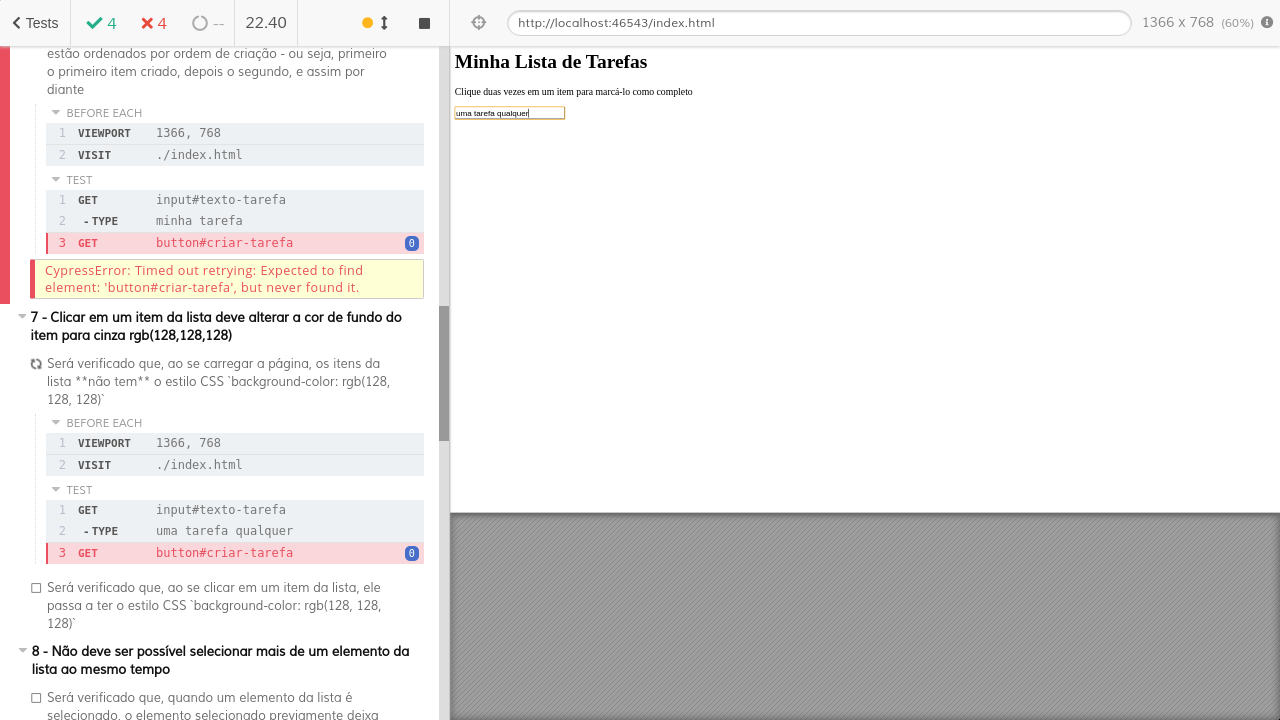 Tests 4 4 -- 22.40
estão ordenados por ordem de criação - ou seja, primeiro
o primeiro item criado, depois o segundo, e assim por
diante
BEFORE EACH
1 VIEWPORT 1366, 768
2 VISIT ./index.html
TEST
1 GET input#texto-tarefa
2 -TYPE minha tarefa
3 GET button#criar-tarefa 0
CypressError: Timed out retrying: Expected to find
element: 'button#criar-tarefa', but never found it.
7 - Clicar em um item da lista deve alterar a cor de fundo do
item para cinza rgb(128,128,128)
Será verificado que, ao se carregar a página, os itens da
lista **não tem** o estilo CSS `background-color: rgb(128,
128, 128)`
BEFORE EACH
1 VIEWPORT 1366, 768
2 VISIT ./index.html
TEST
1 GET input#texto-tarefa
2 -TYPE uma tarefa qualquer
3 GET button#criar-tarefa 0
Será verificado que, ao se clicar em um item da lista, ele
passa a ter o estilo CSS `background-color: rgb(128, 128,
128)`
8 - Não deve ser possível selecionar mais de um elemento da
lista ao mesmo tempo
Será verificado que, quando um elemento da lista é
selecionado, o elemento selecionado previamente deixa
http://localhost:46543/index.html 1366 x 768 (60%)
Minha Lista de Tarefas
Clique duas vezes em um item para marcá-lo como completo
uma tarefa qualquer